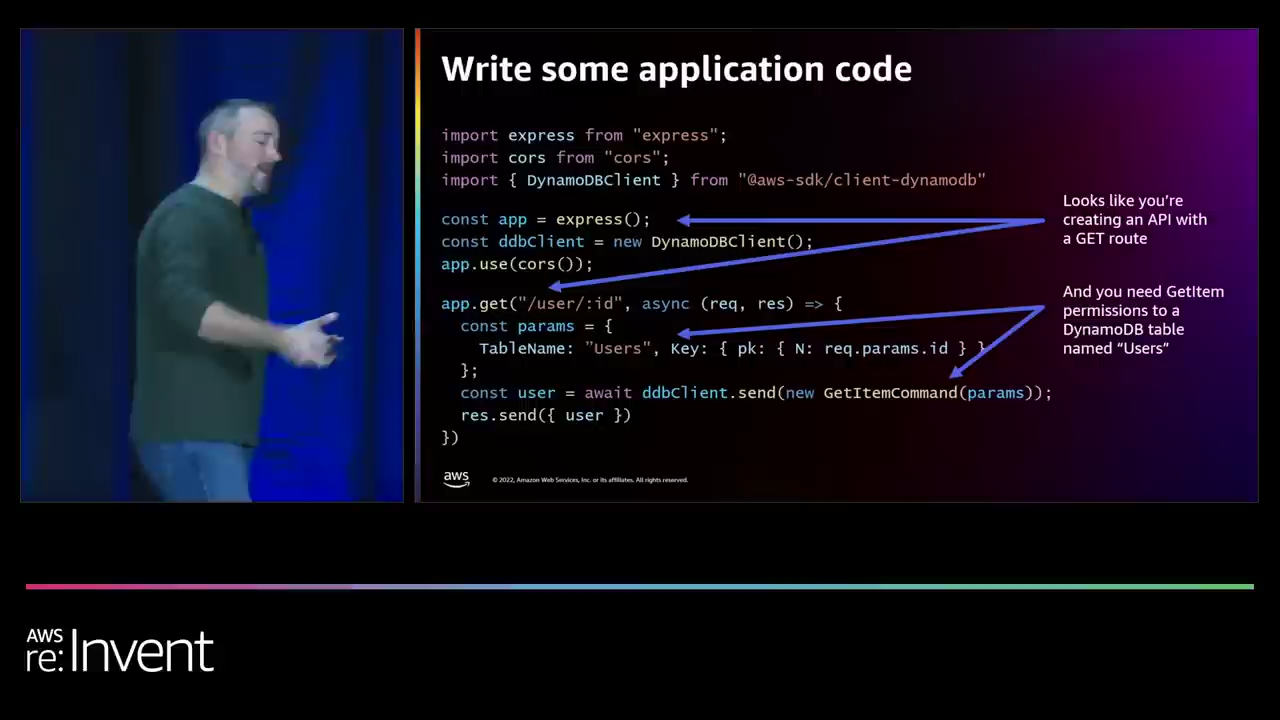 Write some application code
import express from "express";
import cors from "cors";
import { DynamoDBClient } from "@aws-sdk/client-dynamodb"
const app = express();
const ddbClient = new DynamoDBClient();
app.use(cors());
app.get("/user/:id", async (req, res) => {
const params = {
TableName: ”Users", Key: { pk: { N: req.params.id } }
};
const user = await ddbClient.send(new GetItemCommand(params));
res.send({ user })
})
Looks like you’re
creating an API with
a GET route
And you need GetItem
permissions to a
DynamoDB table
named “Users”
aws
© 2022, Amazon Web Services, Inc. or its affiliates. All rights reserved.
AWS
re:Invent